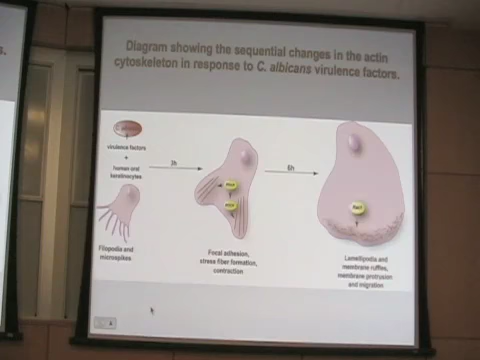 s.
Diagram showing the sequential changes in the actin
cytoskeleton in response to C. albicans virulence factors.
C. albicans
virulence factors
+
human oral
keratinocytes
3h
6h
Rac1
Filopodia and
microspikes
Focal adhesion,
stress fiber formation,
contraction
Lamellipodia and
membrane ruffles,
membrane protrusion
and migration